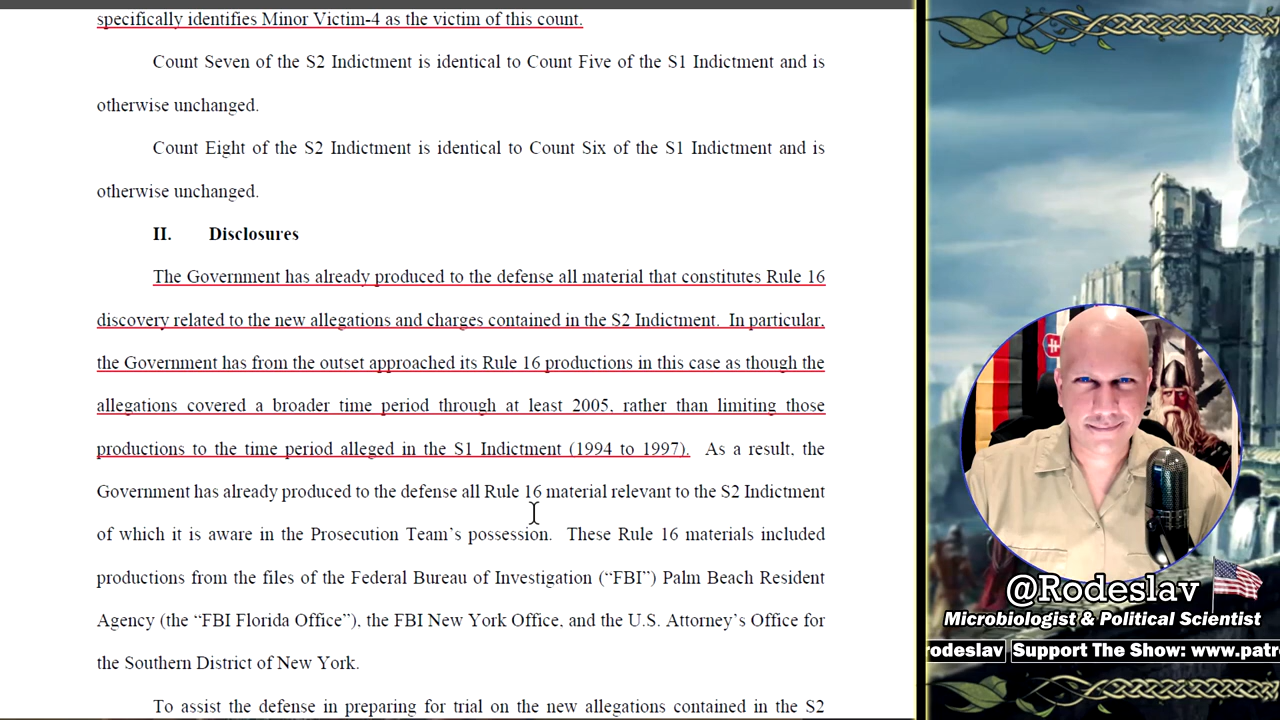 specifically identifies Minor Victim-4 as the victim of this count.
Count Seven of the S2 Indictment is identical to Count Five of the S1 Indictment and is
otherwise unchanged.
Count Eight of the S2 Indictment is identical to Count Six of the S1 Indictment and is
otherwise unchanged.
II. Disclosures
The Government has already produced to the defense all material that constitutes Rule 16
discovery related to the new allegations and charges contained in the S2 Indictment. In particular,
the Government has from the outset approached its Rule 16 productions in this case as though the
allegations covered a broader time period through at least 2005, rather than limiting those
productions to the time period alleged in the S1 Indictment (1994 to 1997). As a result, the
Government has already produced to the defense all Rule 16 material relevant to the S2 Indictment
of which it is aware in the Prosecution Team's possession. These Rule 16 materials included
productions from the files of the Federal Bureau of Investigation (“FBI”) Palm Beach Resident
Agency (the “FBI Florida Office”), the FBI New York Office, and the U.S. Attorney's Office for
the Southern District of New York.
To assist the defense in preparing for trial on the new allegations contained in the S2
@Rodeslav
Microbiologist & Political Scientist
rodeslav Support The Show: www.patr